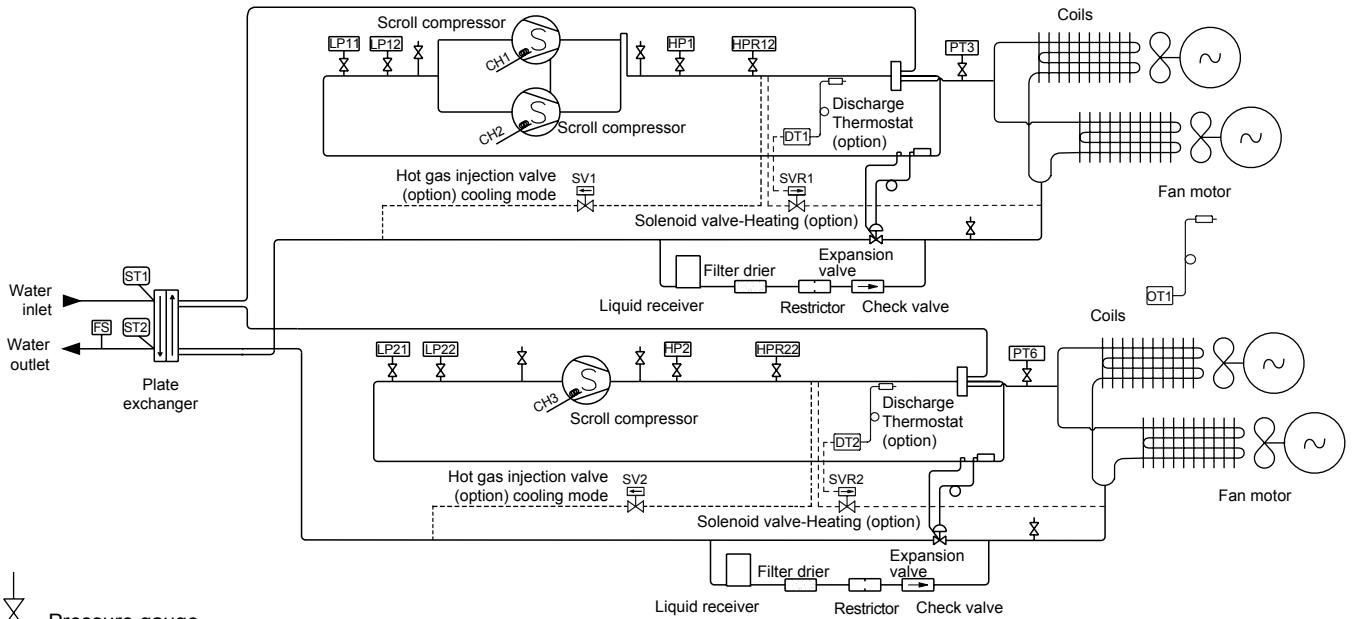 Scroll compressor
Coils
LP11
LP12
HP1
HPR12
PT3
CH1
CH2
Scroll compressor
DT1
Discharge
Thermostat
(option)
Hot gas injection valve
(option) cooling mode
SV1
SVR1
Fan motor
Solenoid valve-Heating (option)
Expansion
valve
Filter drier
Liquid receiver
Restrictor
Check valve
OT1
ST1
Water
inlet
FS
ST2
Water
outlet
Plate
exchanger
Coils
LP21
LP22
HP2
HPR22
PT6
CH3
Scroll compressor
DT2
Discharge
Thermostat
(option)
Hot gas injection valve
(option) cooling mode
SV2
SVR2
Fan motor
Solenoid valve-Heating (option)
Expansion
valve
Filter drier
Liquid receiver
Restrictor
Check valve
Pressure gauge